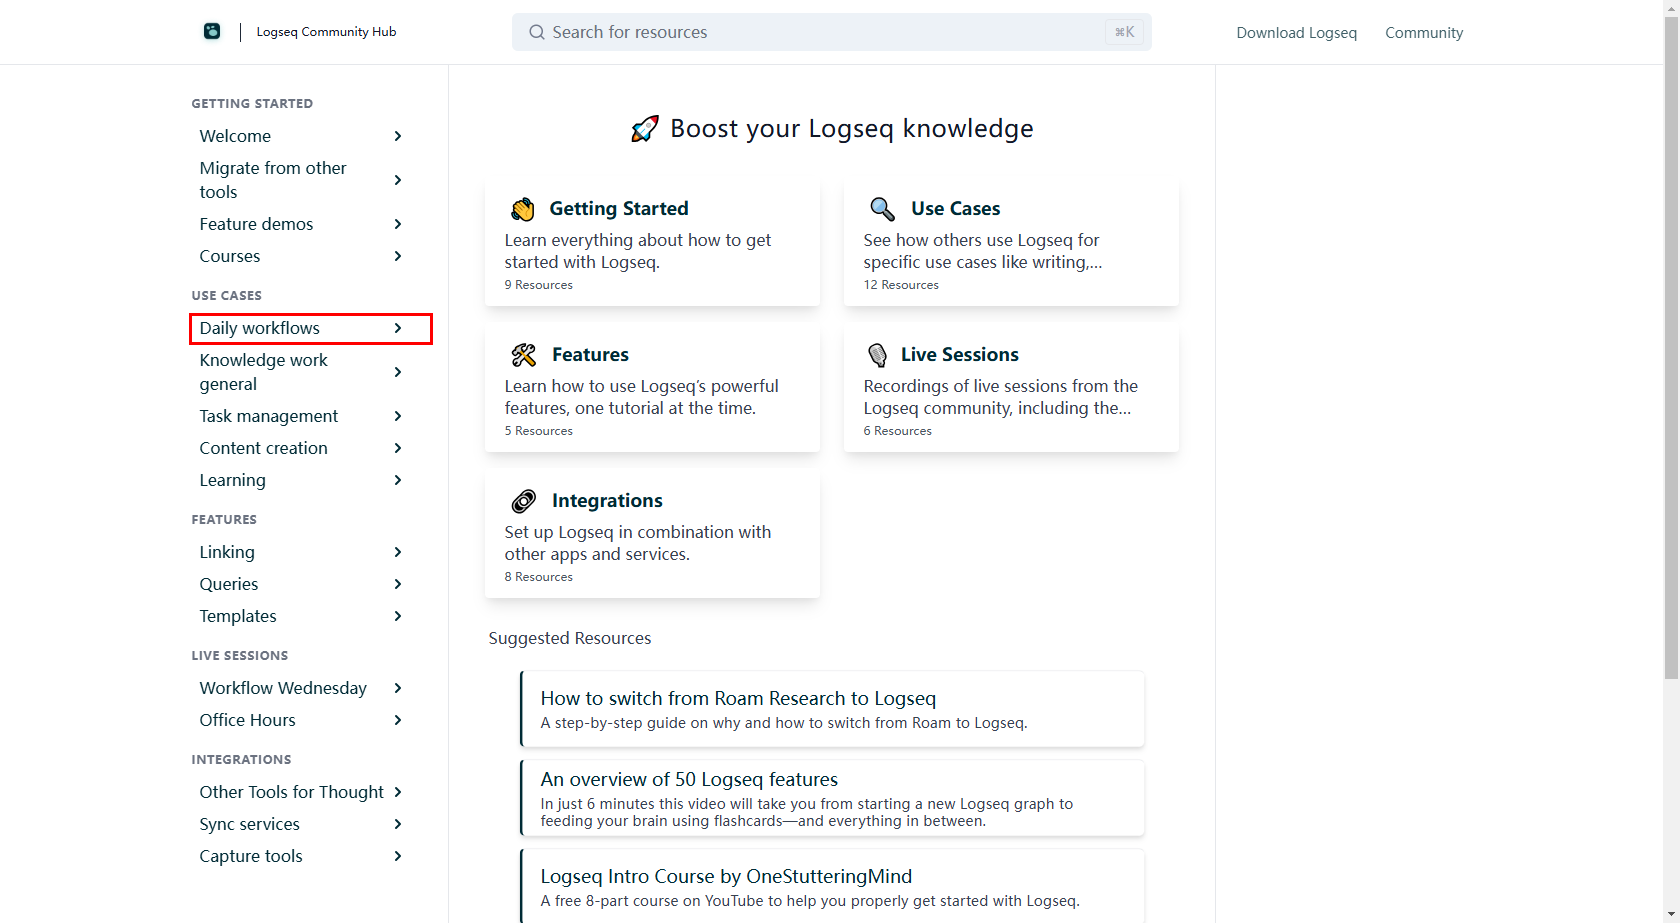 Logseq Community Hub
Search for resources
⌘K
Download Logseq
Community
GETTING STARTED
Welcome
Migrate from other
tools
Feature demos
Courses
USE CASES
Daily workflows
Knowledge work
general
Task management
Content creation
Learning
FEATURES
Linking
Queries
Templates
LIVE SESSIONS
Workflow Wednesday
Office Hours
INTEGRATIONS
Other Tools for Thought
Sync services
Capture tools
🚀 Boost your Logseq knowledge
👋 Getting Started
Learn everything about how to get
started with Logseq.
9 Resources
🔍 Use Cases
See how others use Logseq for
specific use cases like writing,...
12 Resources
🛠 Features
Learn how to use Logseq’s powerful
features, one tutorial at the time.
5 Resources
🎙 Live Sessions
Recordings of live sessions from the
Logseq community, including the...
6 Resources
🔗 Integrations
Set up Logseq in combination with
other apps and services.
8 Resources
Suggested Resources
How to switch from Roam Research to Logseq
A step-by-step guide on why and how to switch from Roam to Logseq.
An overview of 50 Logseq features
In just 6 minutes this video will take you from starting a new Logseq graph to
feeding your brain using flashcards—and everything in between.
Logseq Intro Course by OneStutteringMind
A free 8-part course on YouTube to help you properly get started with Logseq.